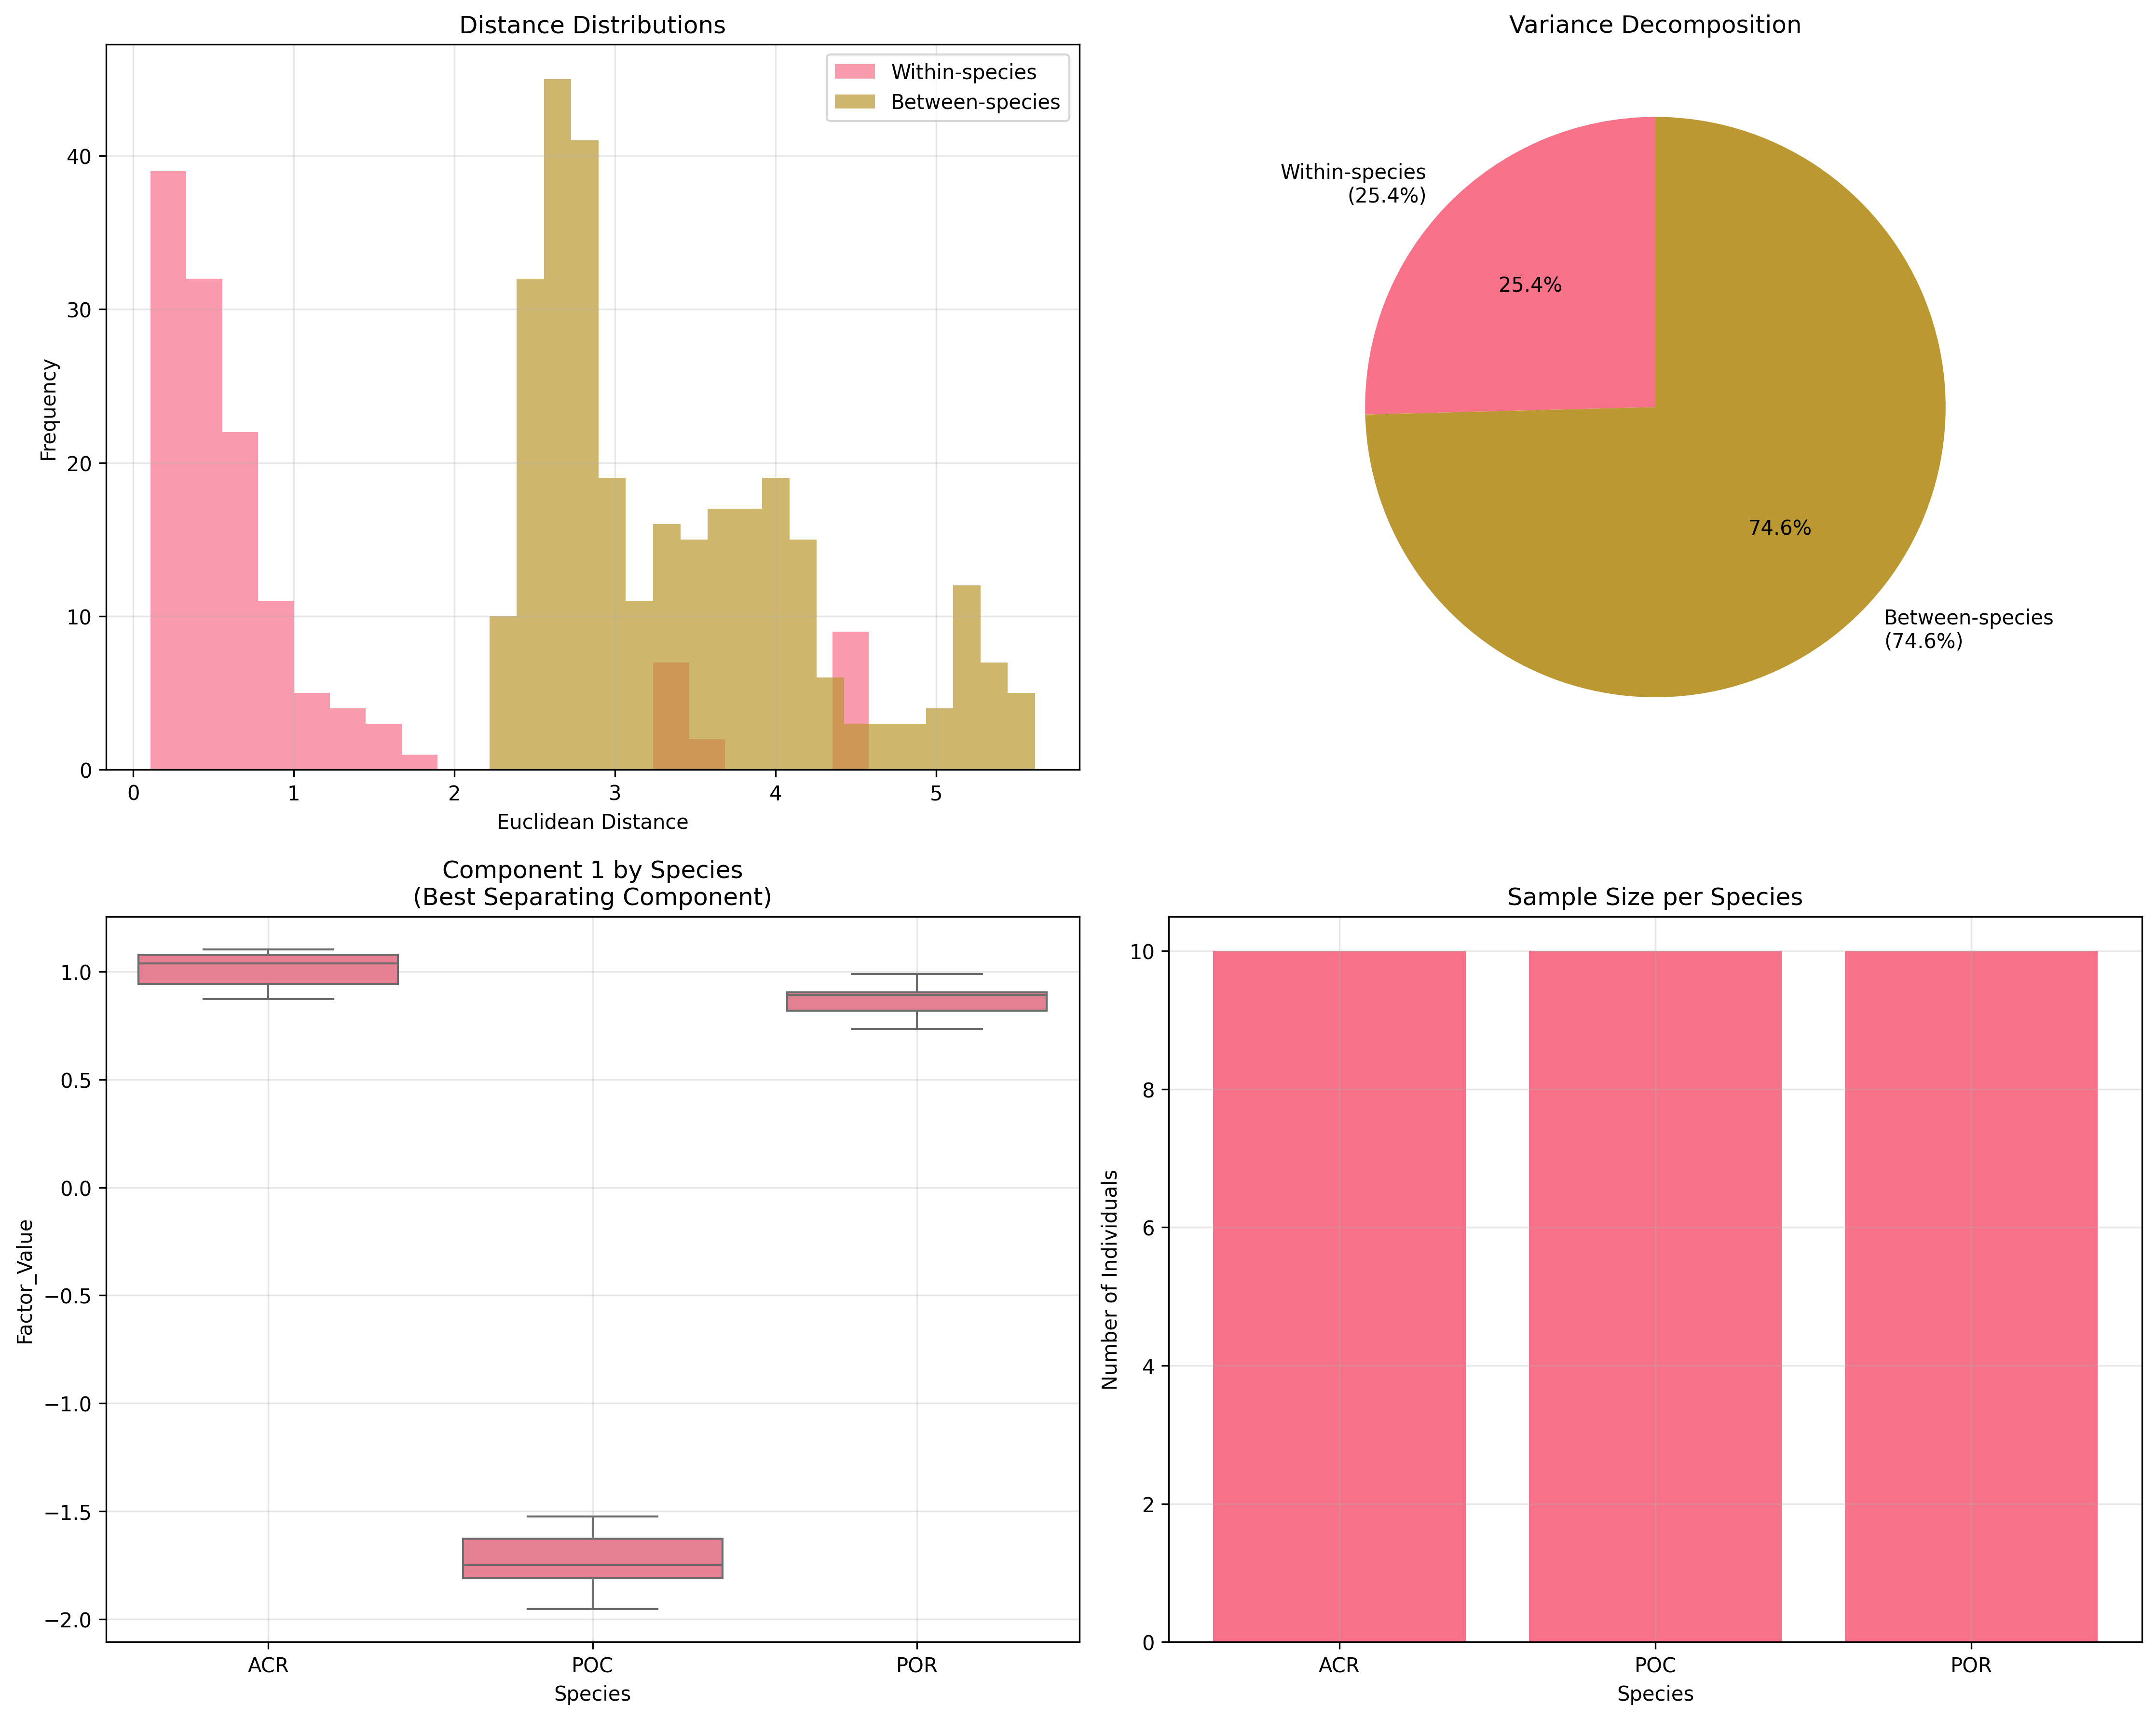 Distance Distributions
Within-species
Between-species
40
30
20
10
0
Frequency
0 1 2 3 4 5
Euclidean Distance
Variance Decomposition
Within-species
(25.4%)
25.4%
74.6%
Between-species
(74.6%)
Component 1 by Species
(Best Separating Component)
1.0
0.5
0.0
−0.5
−1.0
−1.5
−2.0
Factor_Value
ACR POC POR
Species
Sample Size per Species
10
8
6
4
2
0
Number of Individuals
ACR POC POR
Species